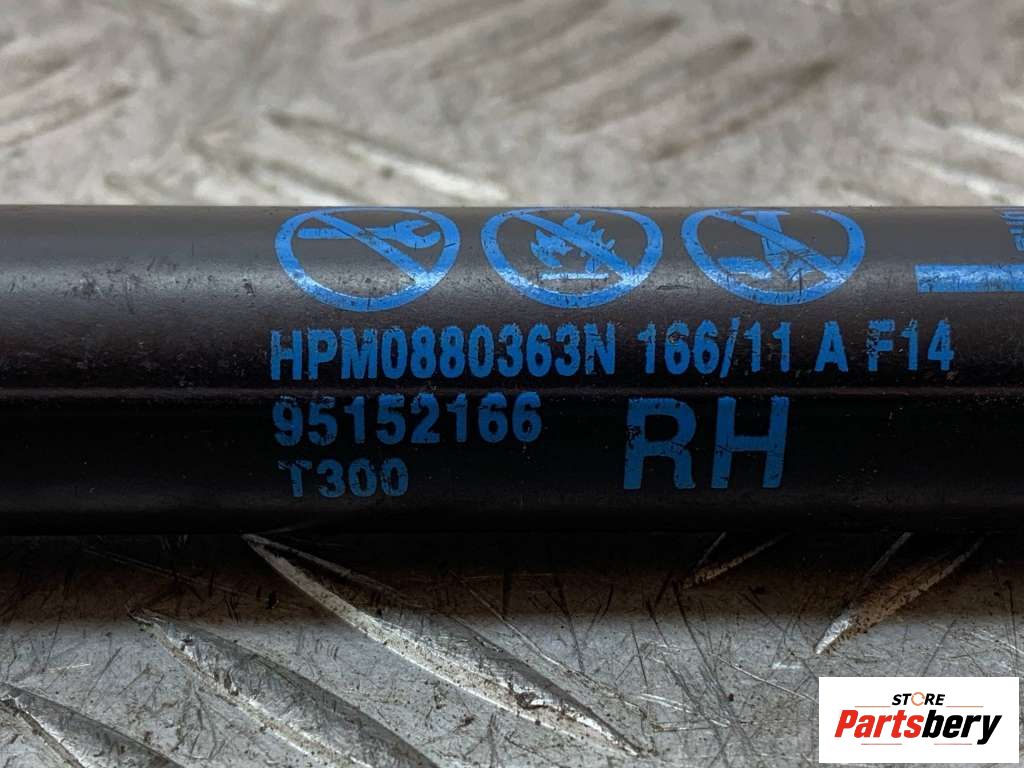 HPM0880363N 166/11 A F14
95152166
RH
T300
STORE
Partsbery